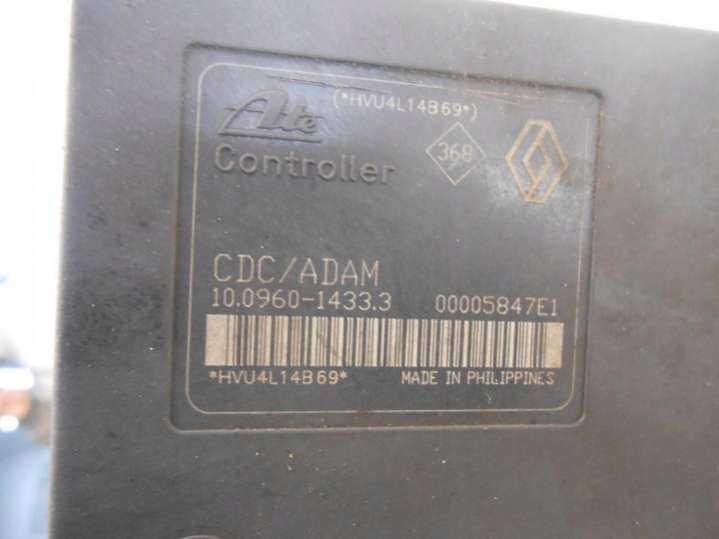 (*HVU4L14B69*)
Ate
368
Controller
CDC/ADAM
10.0960-1433.3 00005847E1
*HVU4L14B69* MADE IN PHILIPPINES